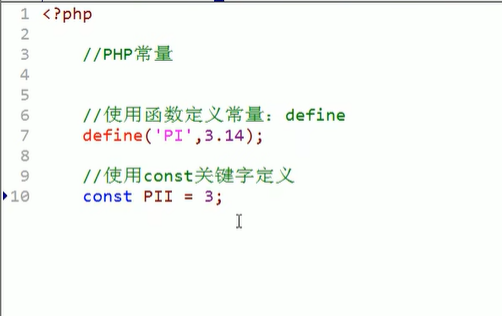 1 <?php
2
3 //PHP常量
4
5
6 //使用函数定义常量：define
7 define('PI',3.14);
8
9 //使用const关键字定义
10 const PII = 3;